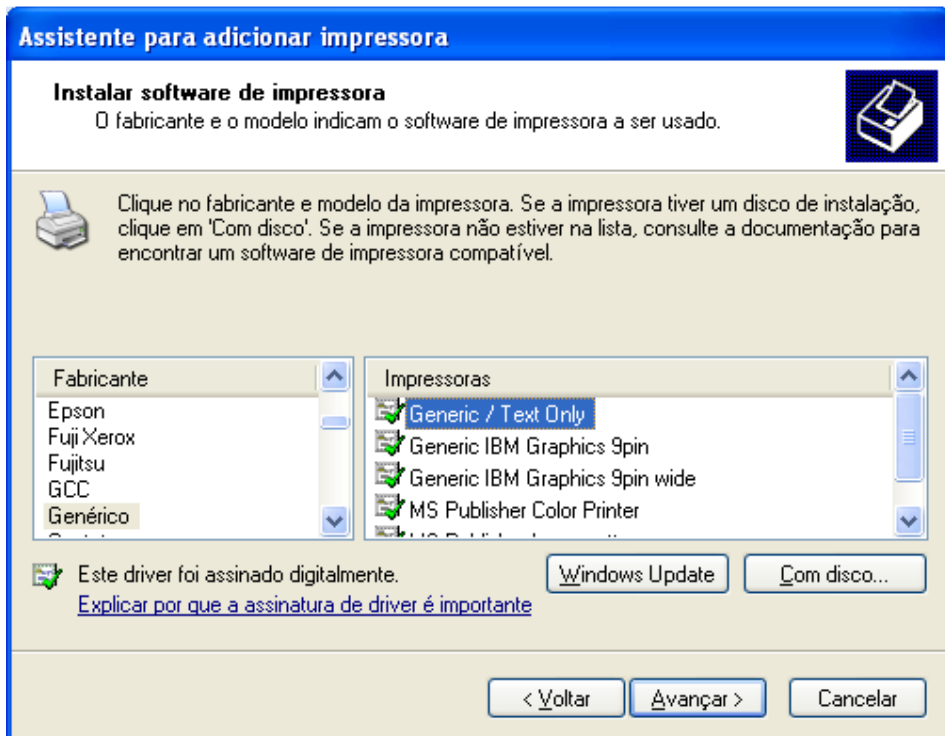 Assistente para adicionar impressora
Instalar software de impressora
O fabricante e o modelo indicam o software de impressora a ser usado.
Clique no fabricante e modelo da impressora. Se a impressora tiver um disco de instalação,
clique em 'Com disco'. Se a impressora não estiver na lista, consulte a documentação para
encontrar um software de impressora compatível.
Fabricante
Epson
Fuji Xerox
Fujitsu
GCC
Genérico
Impressoras
Generic / Text Only
Generic IBM Graphics 9pin
Generic IBM Graphics 9pin wide
MS Publisher Color Printer
Este driver foi assinado digitalmente.
Explicar por que a assinatura de driver é importante
Windows Update
Com disco...
< Voltar
Avançar >
Cancelar